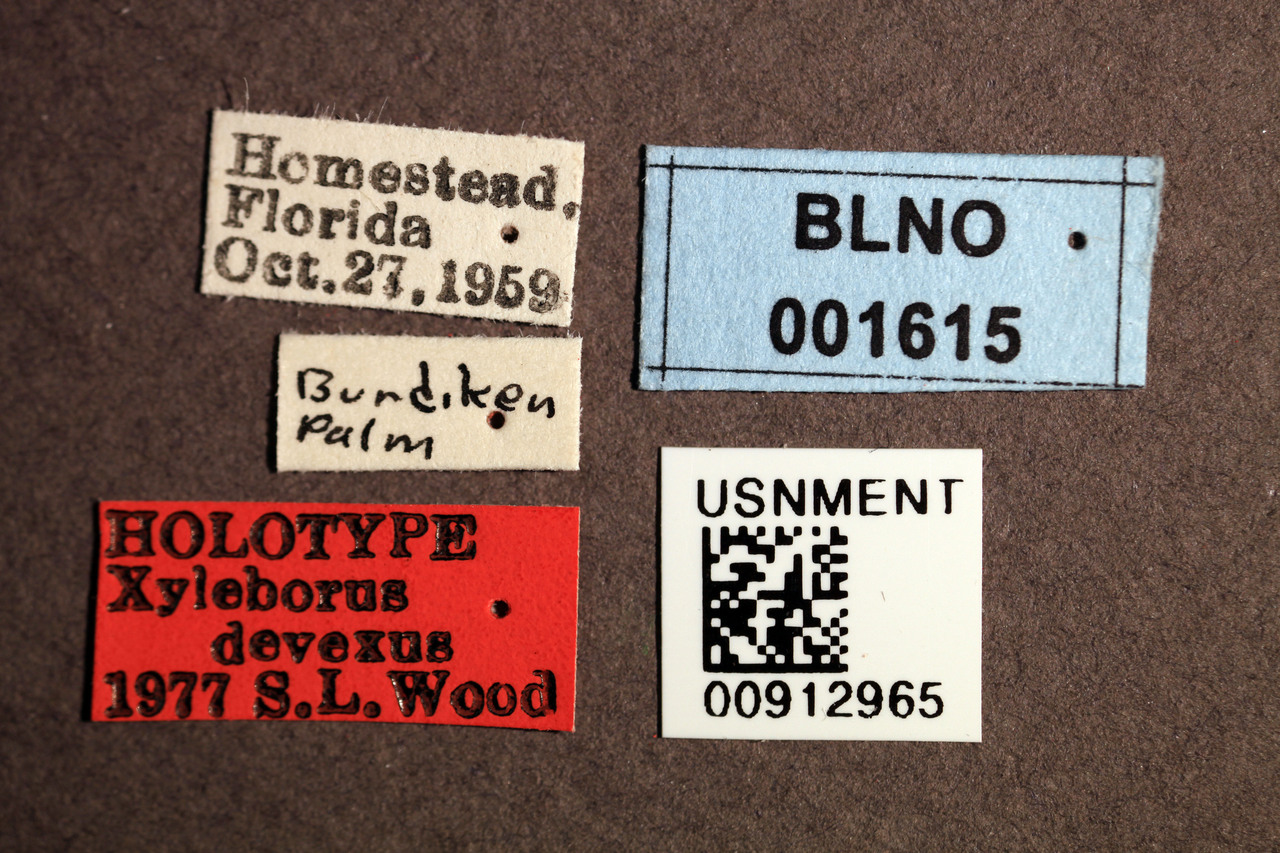 Homestead,
Florida
Oct.27,1959
Burdiken
Palm
HOLOTYPE
Xyleborus
devexus
1977 S.L.Wood
BLNO
001615
USNMENT
00912965